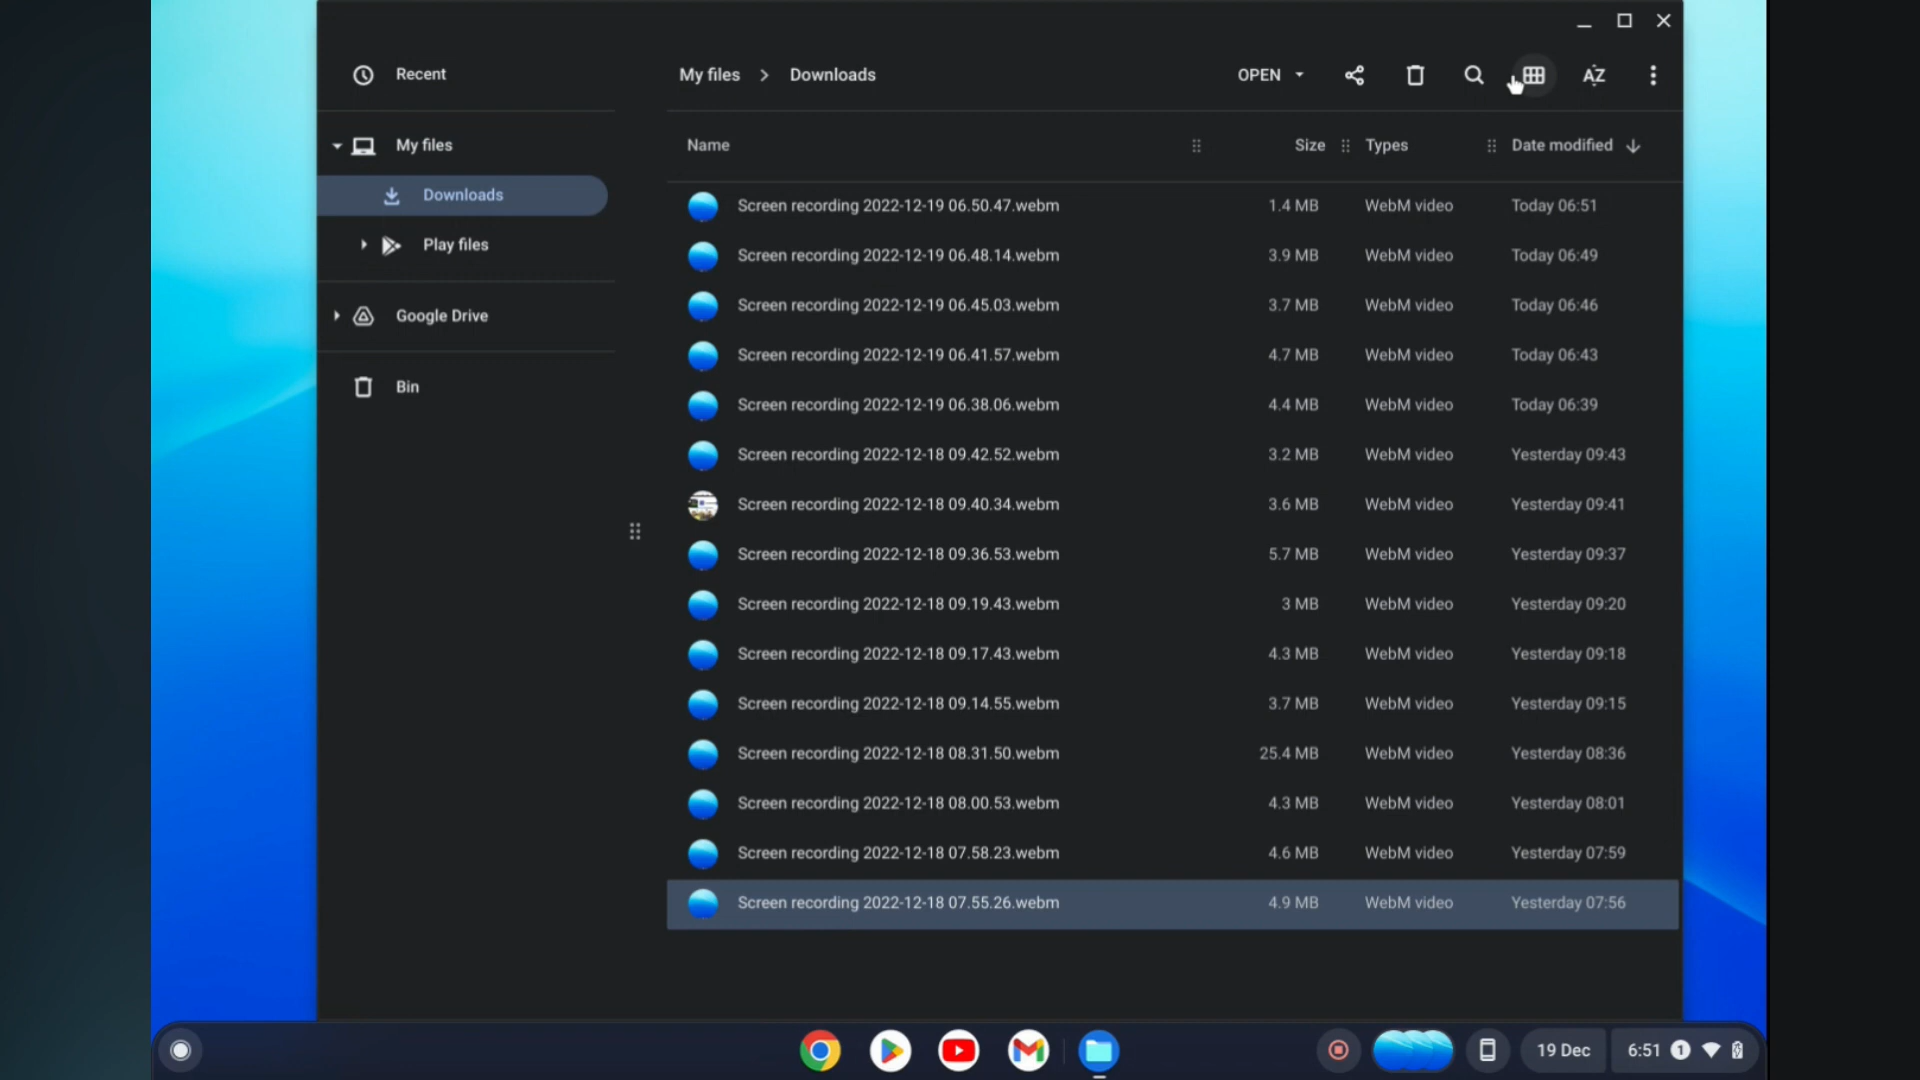 Recent
My files > Downloads
OPEN
My files
Downloads
Play files
Google Drive
Bin
Name Size Types Date modified
Screen recording 2022-12-19 06.50.47.webm 1.4 MB WebM video Today 06:51
Screen recording 2022-12-19 06.48.14.webm 3.9 MB WebM video Today 06:49
Screen recording 2022-12-19 06.45.03.webm 3.7 MB WebM video Today 06:46
Screen recording 2022-12-19 06.41.57.webm 4.7 MB WebM video Today 06:43
Screen recording 2022-12-19 06.38.06.webm 4.4 MB WebM video Today 06:39
Screen recording 2022-12-18 09.42.52.webm 3.2 MB WebM video Yesterday 09:43
Screen recording 2022-12-18 09.40.34.webm 3.6 MB WebM video Yesterday 09:41
Screen recording 2022-12-18 09.36.53.webm 5.7 MB WebM video Yesterday 09:37
Screen recording 2022-12-18 09.19.43.webm 3 MB WebM video Yesterday 09:20
Screen recording 2022-12-18 09.17.43.webm 4.3 MB WebM video Yesterday 09:18
Screen recording 2022-12-18 09.14.55.webm 3.7 MB WebM video Yesterday 09:15
Screen recording 2022-12-18 08.31.50.webm 25.4 MB WebM video Yesterday 08:36
Screen recording 2022-12-18 08.00.53.webm 4.3 MB WebM video Yesterday 08:01
Screen recording 2022-12-18 07.58.23.webm 4.6 MB WebM video Yesterday 07:59
Screen recording 2022-12-18 07.55.26.webm 4.9 MB WebM video Yesterday 07:56
19 Dec 6:51 1